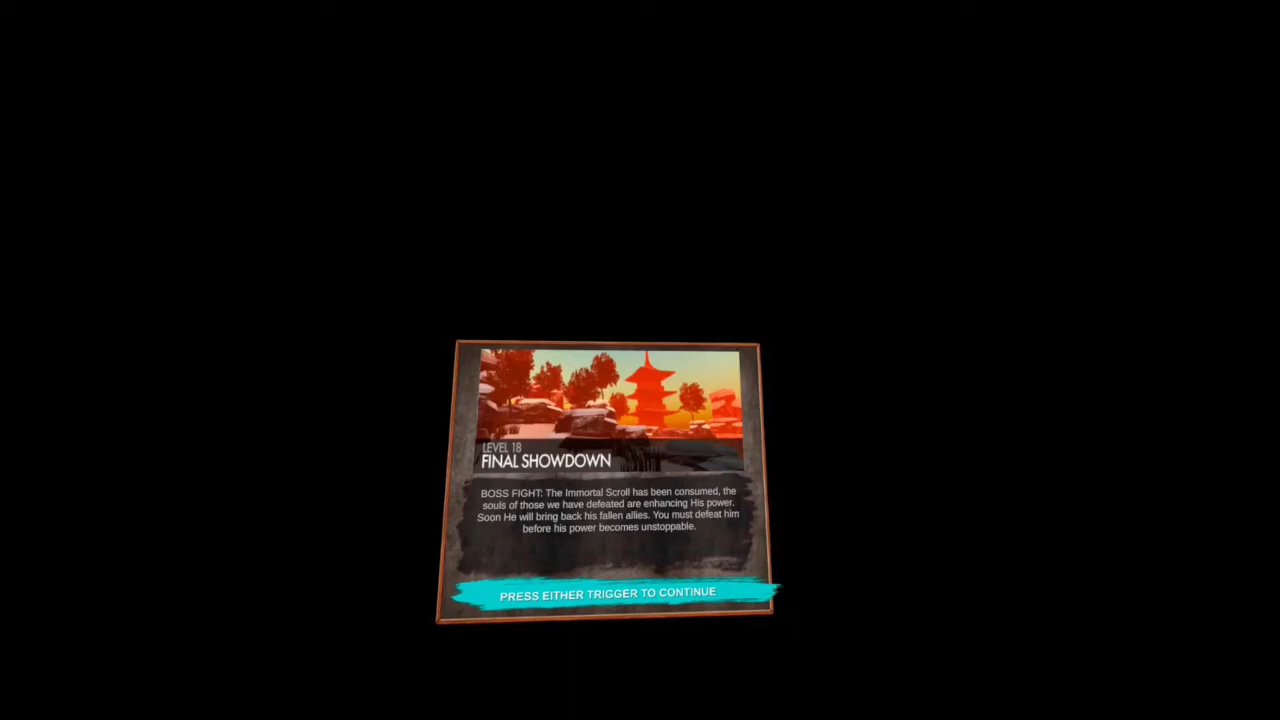 LEVEL 18
FINAL SHOWDOWN
BOSS FIGHT: The Immortal Scroll has been consumed, the
souls of those we have defeated are enhancing His power.
Soon He will bring back his fallen allies. You must defeat him
before his power becomes unstoppable.
PRESS EITHER TRIGGER TO CONTINUE